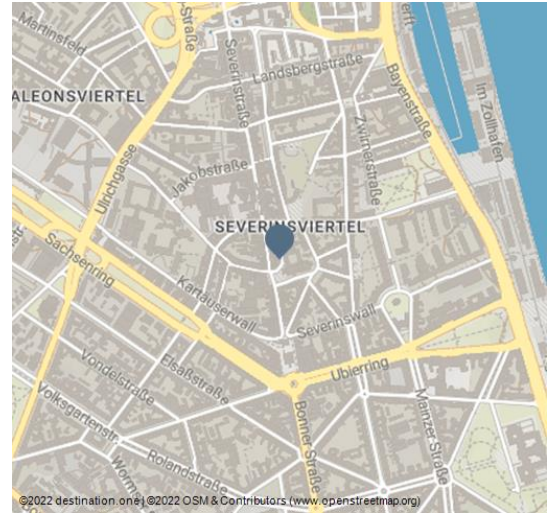 Martinsfeld
Straße
Severinstraße
Landsbergstraße
Bayenstraße
Im Zollhafen
ALEONSVIERTEL
Zwirnerstraße
Jakobstraße
Ulrichgasse
SEVERINSVIERTEL
Sachsenring
Kartäuserwall
Severinswall
Ubierring
Vondelstraße
Elsaßstraße
Volksgartenstr.
Rolandstraße
Bonner Straße
Mainzer Straße
©2022 destination.one | ©2022 OSM & Contributors (www.openstreetmap.org)